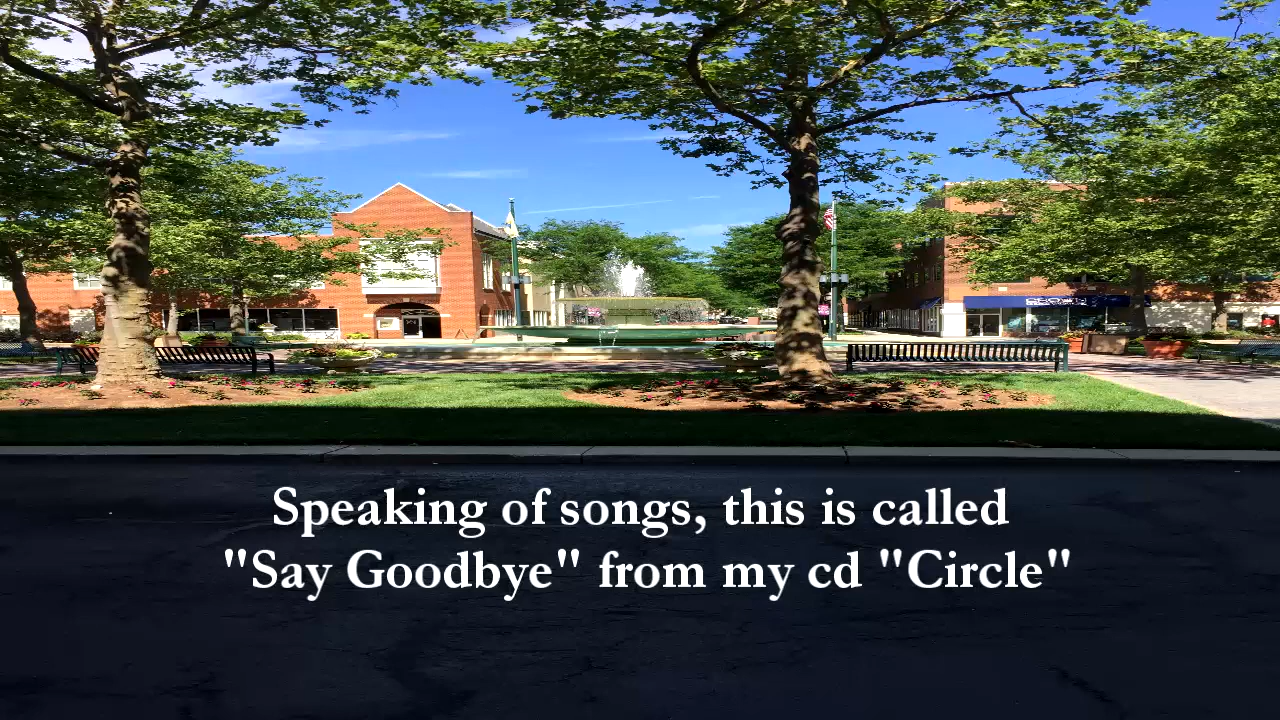 Speaking of songs, this is called
"Say Goodbye" from my cd "Circle"